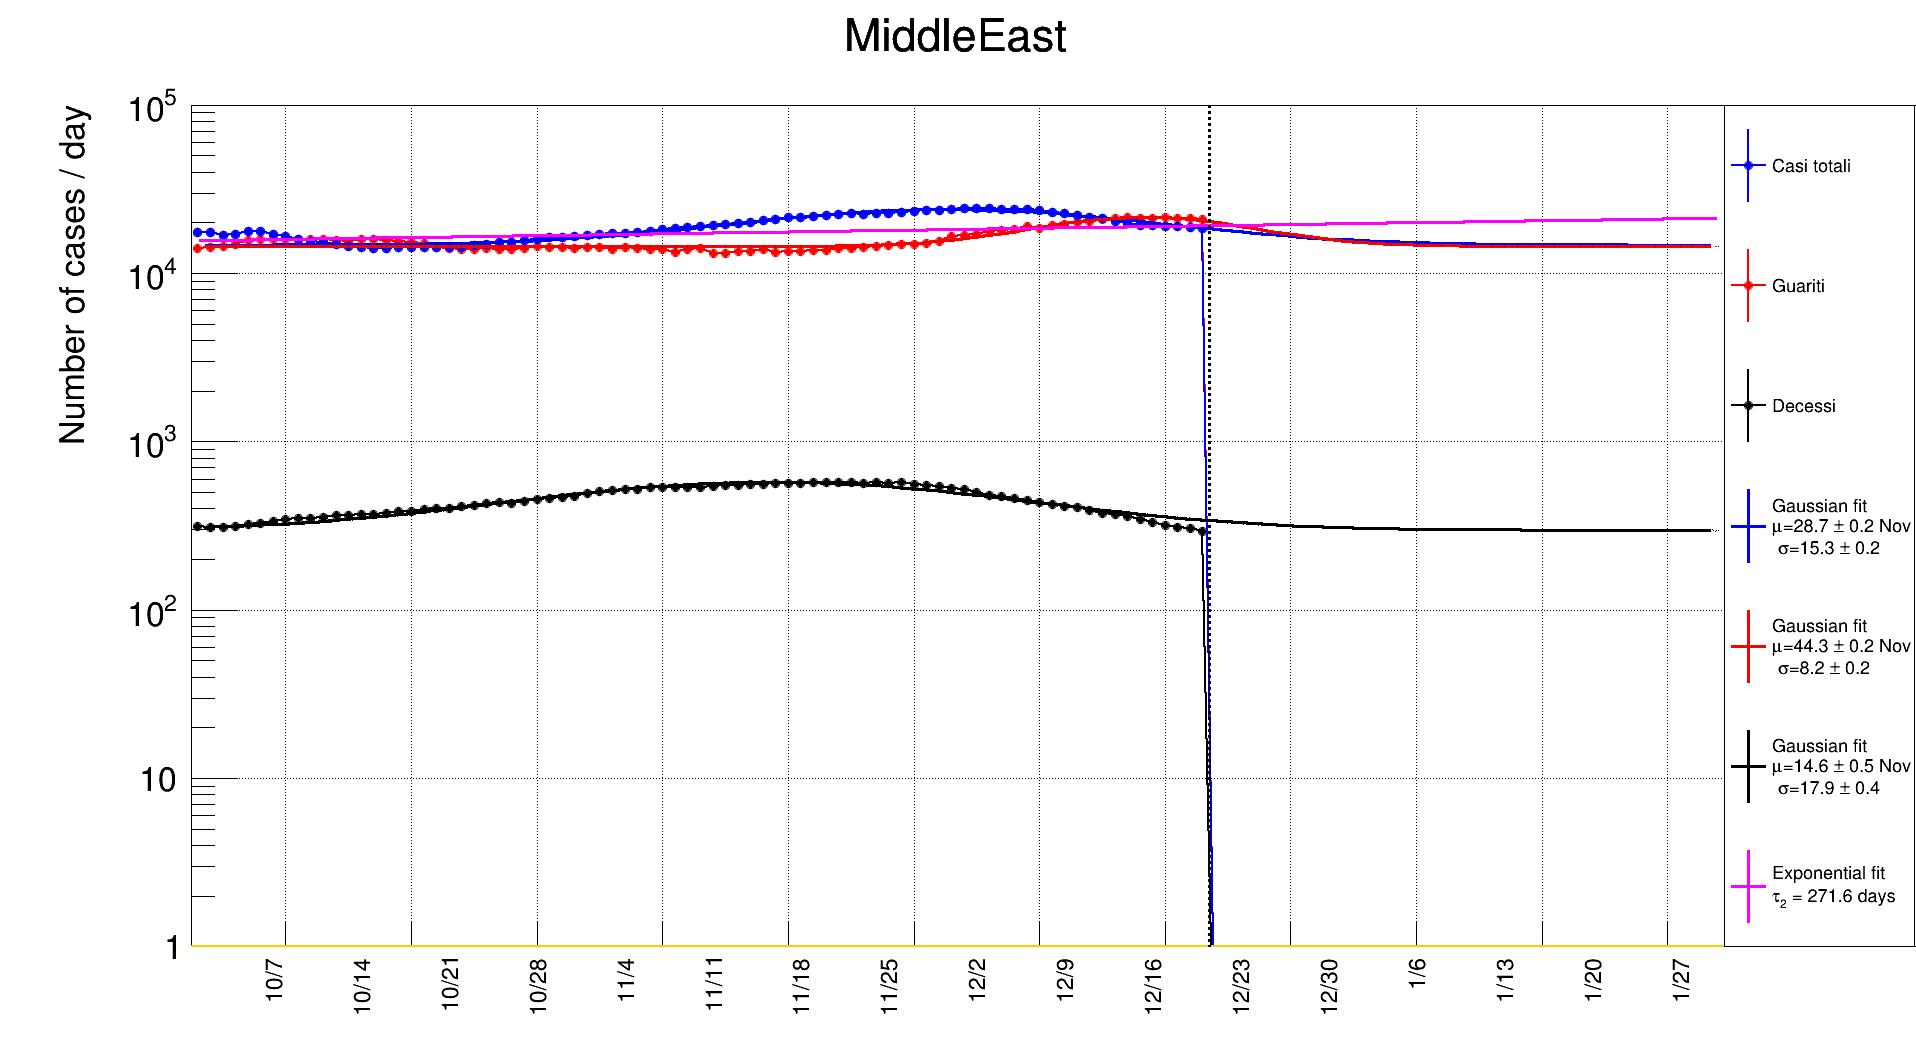 MiddleEast
Number of cases / day
10^5
10^4
10^3
10^2
10
1
10/7
10/14
10/21
10/28
11/4
11/11
11/18
11/25
12/2
12/9
12/16
12/23
12/30
1/6
1/13
1/20
1/27
Casi totali
Guariti
Decessi
Gaussian fit
μ=28.7 ± 0.2 Nov
σ=15.3 ± 0.2
Gaussian fit
μ=44.3 ± 0.2 Nov
σ=8.2 ± 0.2
Gaussian fit
μ=14.6 ± 0.5 Nov
σ=17.9 ± 0.4
Exponential fit
τ₂ = 271.6 days